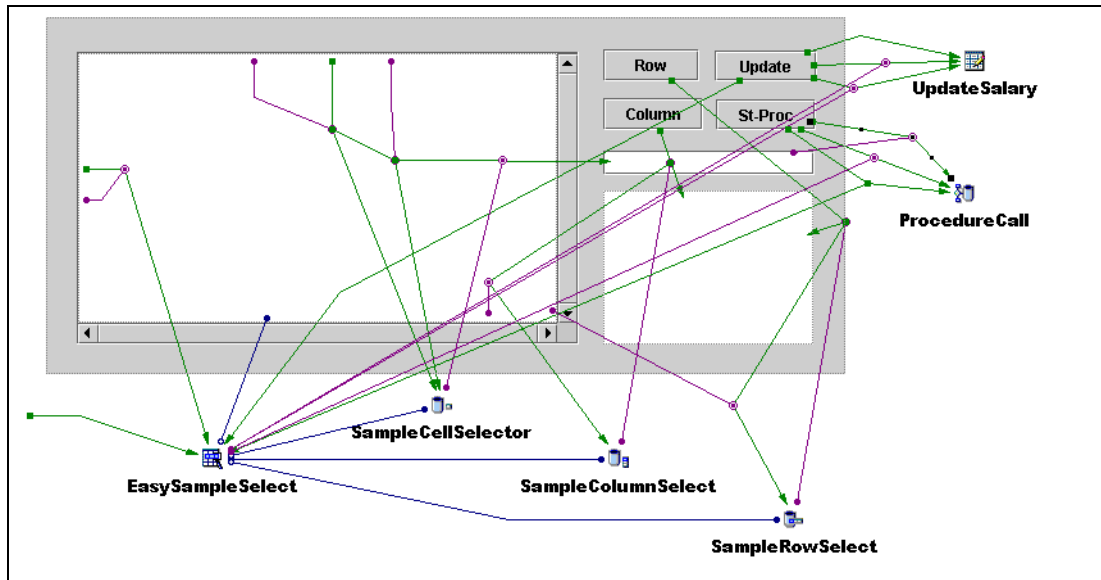 Row
Update
UpdateSalary
Column
St-Proc
ProcedureCall
SampleCellSelector
EasySampleSelect
SampleColumnSelect
SampleRowSelect